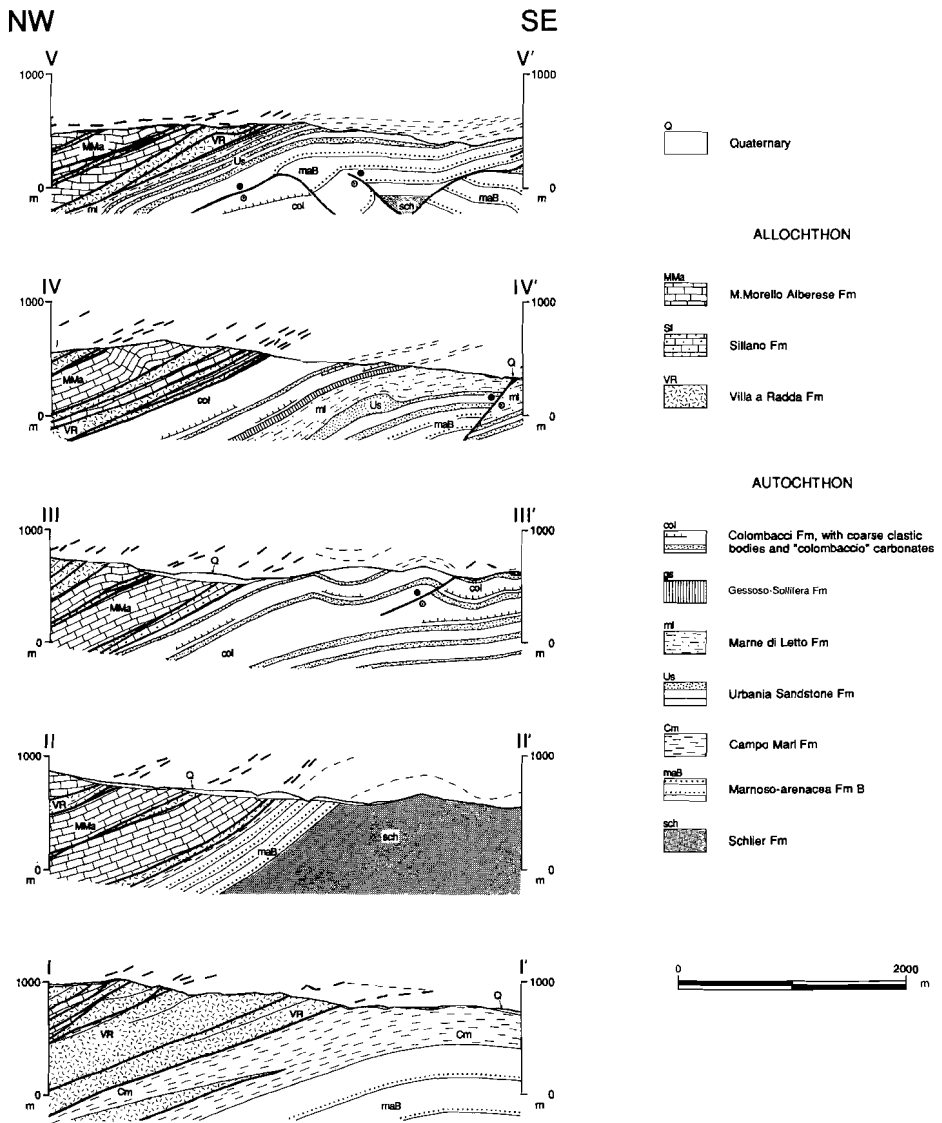 NW SE
V V'
1000 1000
MMa
VR
Us
maB
0 0
m ml col sch maB m
IV IV'
1000 1000
Q
MMa
col
ml
Us
ml
0 0
VR maB
m m
III III'
1000 1000
Q
MMa
col
0 0
m col m
II II'
1000 1000
Q
VR
MMa
sch
maB
0 0
m m
I I'
1000 1000
Q
VR VR
Cm
Cm
0 0
m maB m
Q
Quaternary
ALLOCHTHON
MMa
M.Morello Alberese Fm
Sl
Sillano Fm
VR
Villa a Radda Fm
AUTOCHTHON
col
Colombacci Fm, with coarse clastic
bodies and "colombaccio" carbonates
gs
Gessoso-Solfifera Fm
ml
Marne di Letto Fm
Us
Urbania Sandstone Fm
Cm
Campo Marl Fm
maB
Marnoso-arenacea Fm B
sch
Schlier Fm
0 2000
m